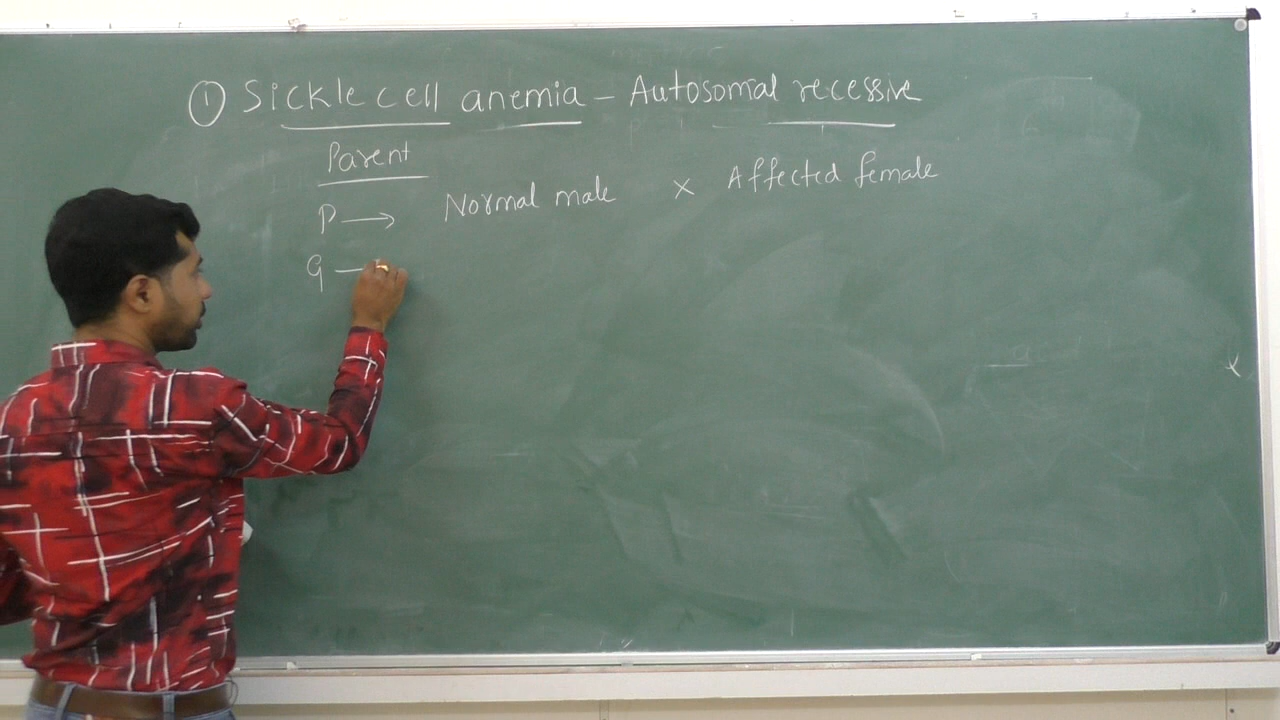 ① Sickle cell anemia – Autosomal recessive
Parent
P → Normal male × Affected female
G —
x